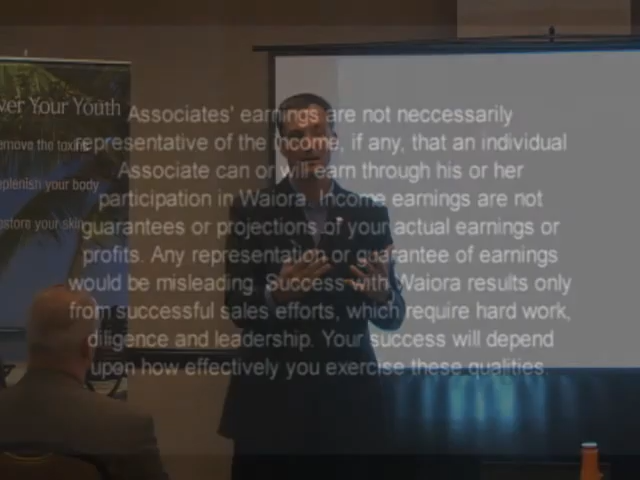 ver Your Youth
emove the toxins
eplenish your body
estore your skin
Associates' earnings are not neccessarily
representative of the income, if any, that an individual
Associate can or will earn through his or her
participation in Waiora. Income earnings are not
guarantees or projections of your actual earnings or
profits. Any representation or guarantee of earnings
would be misleading. Success with Waiora results only
from successful sales efforts, which require hard work,
diligence and leadership. Your success will depend
upon how effectively you exercise these qualities.